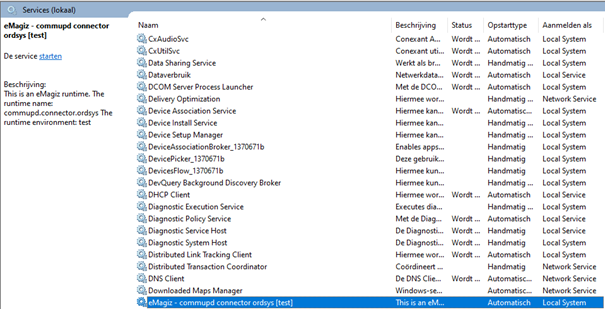 Services (lokaal)
eMagiz - commupd connector
ordsys [test]
De service starten
Beschrijving:
This is an eMagiz runtime. The
runtime name:
commupd.connector.ordsys The
runtime environment: test
Naam Beschrijving Status Opstarttype Aanmelden als
CxAudioSvc Conexant A... Wordt ... Automatisch Local System
CxUtilSvc Conexant uti... Wordt ... Automatisch Local System
Data Sharing Service Werkt als br... Handmatig ... Local System
Dataverbruik Netwerkdata... Wordt ... Automatisch Local Service
DCOM Server Process Launcher Met de DCO... Wordt ... Automatisch Local System
Delivery Optimization Hiermee wor... Handmatig ... Network Service
Device Association Service Hiermee kan... Wordt ... Automatisc... Local System
Device Install Service Hiermee kan... Handmatig ... Local System
Device Setup Manager Hiermee kan... Handmatig ... Local System
DeviceAssociationBroker_1370671b Enables apps... Handmatig Local System
DevicePicker_1370671b Deze gebruik... Handmatig Local System
DevicesFlow_1370671b Hiermee kun... Handmatig Local System
DevQuery Background Discovery Broker Hiermee kun... Handmatig ... Local System
DHCP Client Hiermee wor... Wordt ... Automatisch Local Service
Diagnostic Execution Service Executes dia... Handmatig ... Local System
Diagnostic Policy Service Met de Diag... Wordt ... Automatisch Local Service
Diagnostic Service Host De Diagnosti... Wordt ... Handmatig Local Service
Diagnostic System Host De Diagnosti... Wordt ... Handmatig Local System
Distributed Link Tracking Client Hiermee wor... Wordt ... Automatisch Local System
Distributed Transaction Coordinator Coördineert ... Handmatig Network Service
DNS Client De DNS Clie... Wordt ... Automatisc... Network Service
Downloaded Maps Manager Windows-se... Automatisc... Network Service
eMagiz - commupd connector ordsys [test] This is an eM... Automatisch Local System